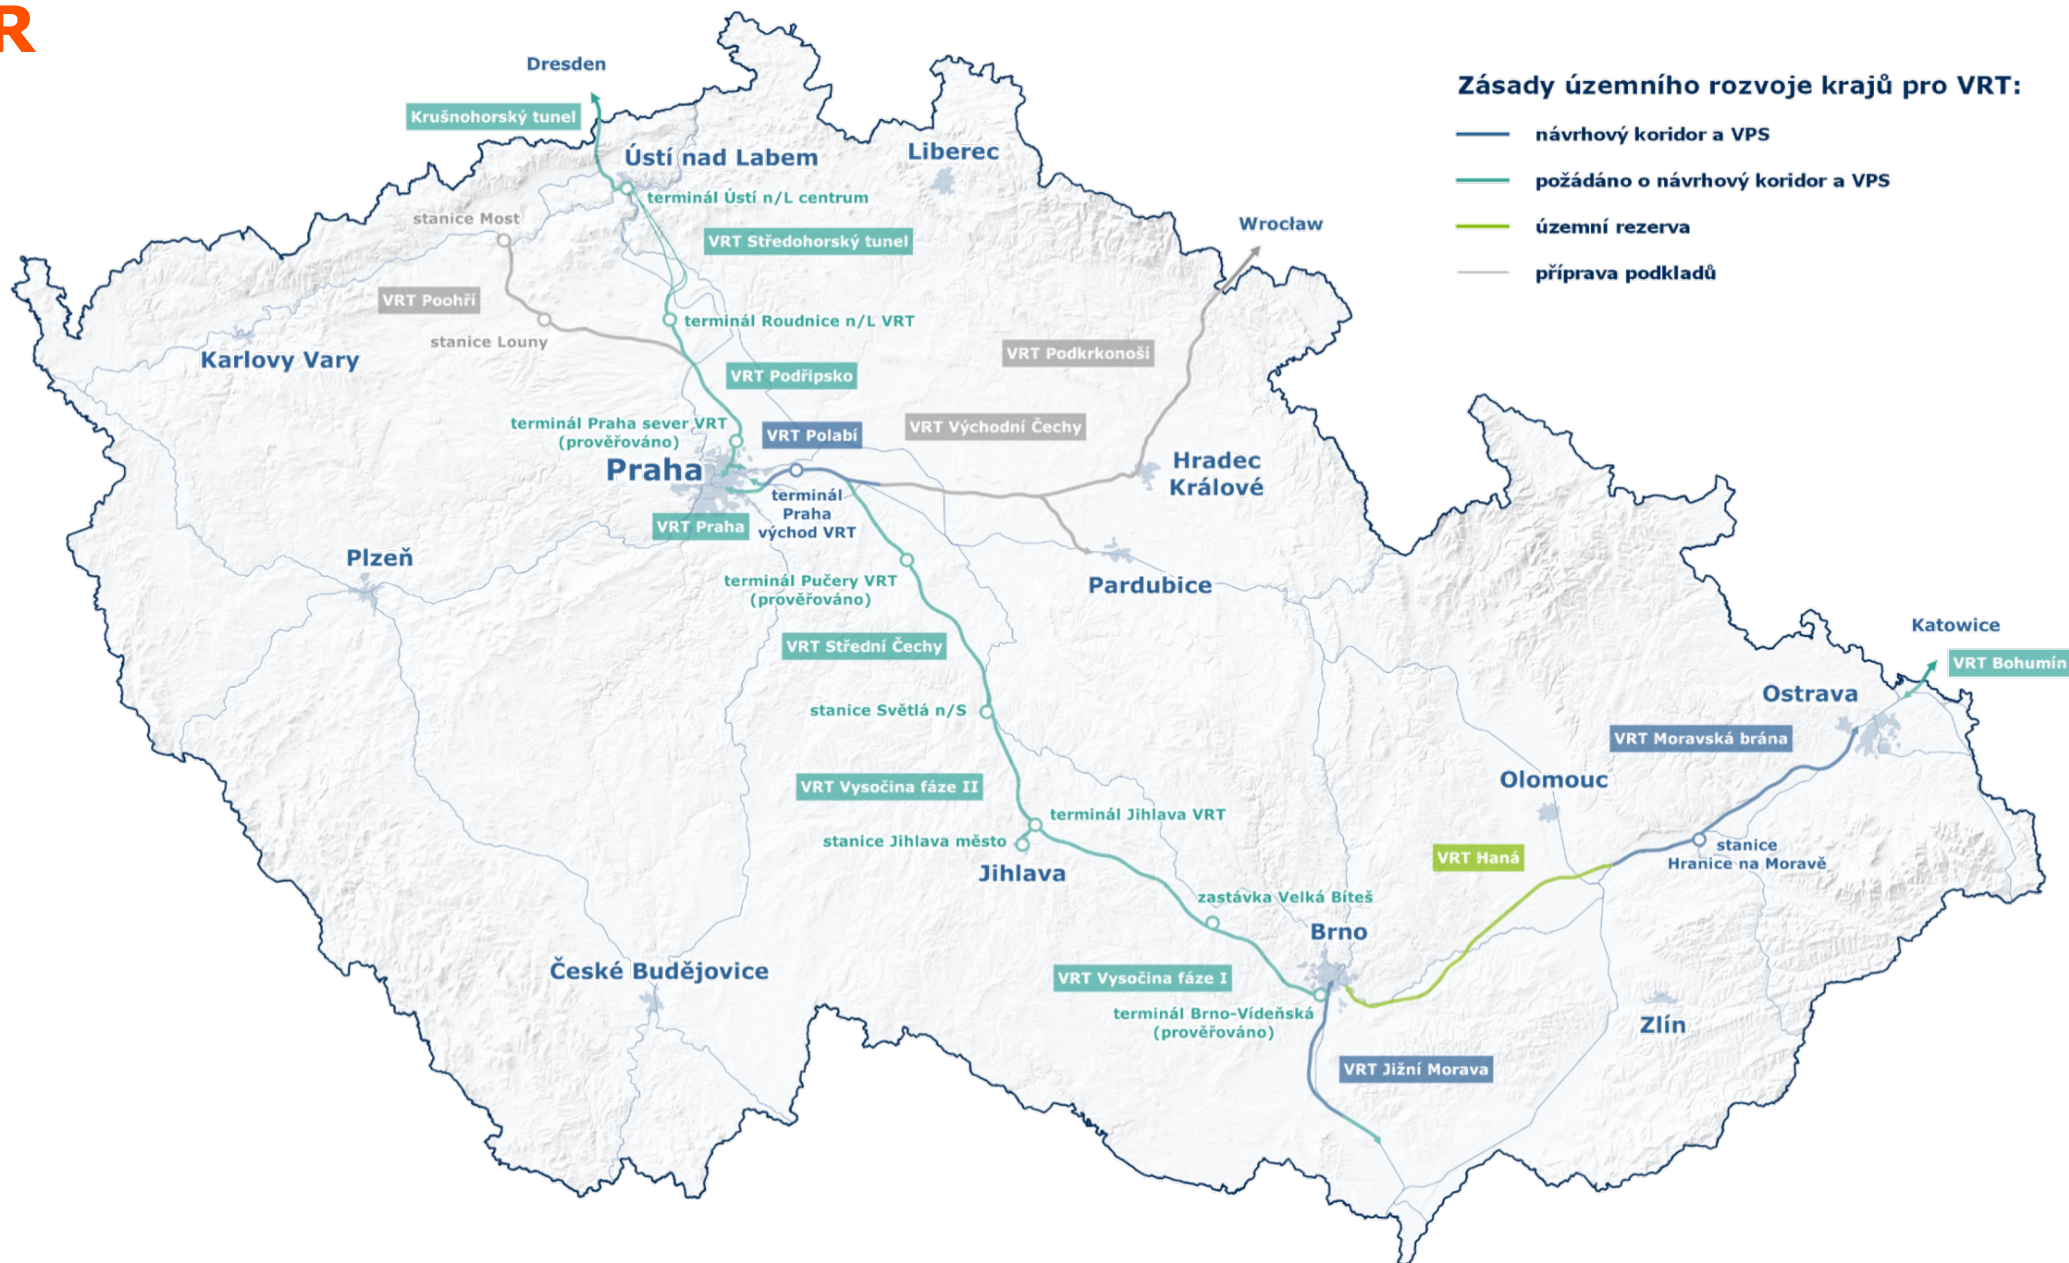 R
Dresden
Krušnohorský tunel
Ústí nad Labem
Liberec
terminál Ústí n/L centrum
stanice Most
VRT Středohorský tunel
Wrocław
VRT Poohří
terminál Roudnice n/L VRT
stanice Louny
Karlovy Vary
VRT Podkrkonoší
VRT Podřipsko
terminál Praha sever VRT
(prověřováno)
VRT Polabí
VRT Východní Čechy
Praha
Hradec
Králové
terminál
Praha
východ VRT
VRT Praha
Plzeň
terminál Pučery VRT
(prověřováno)
Pardubice
VRT Střední Čechy
Katowice
VRT Bohumín
Ostrava
stanice Světlá n/S
VRT Moravská brána
VRT Vysočina fáze II
Olomouc
terminál Jihlava VRT
stanice Jihlava město
Jihlava
VRT Haná
stanice
Hranice na Moravě
zastávka Velká Bíteš
Brno
České Budějovice
VRT Vysočina fáze I
terminál Brno-Vídeňská
(prověřováno)
Zlín
VRT Jižní Morava
Zásady územního rozvoje krajů pro VRT:
návrhový koridor a VPS
požádáno o návrhový koridor a VPS
územní rezerva
příprava podkladů